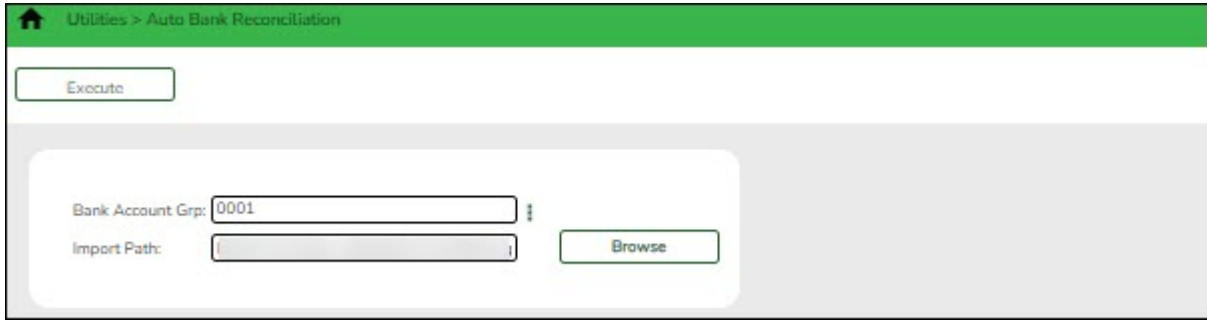 Utilities > Auto Bank Reconciliation
Execute
Bank Account Grp: 0001
Import Path:
Browse